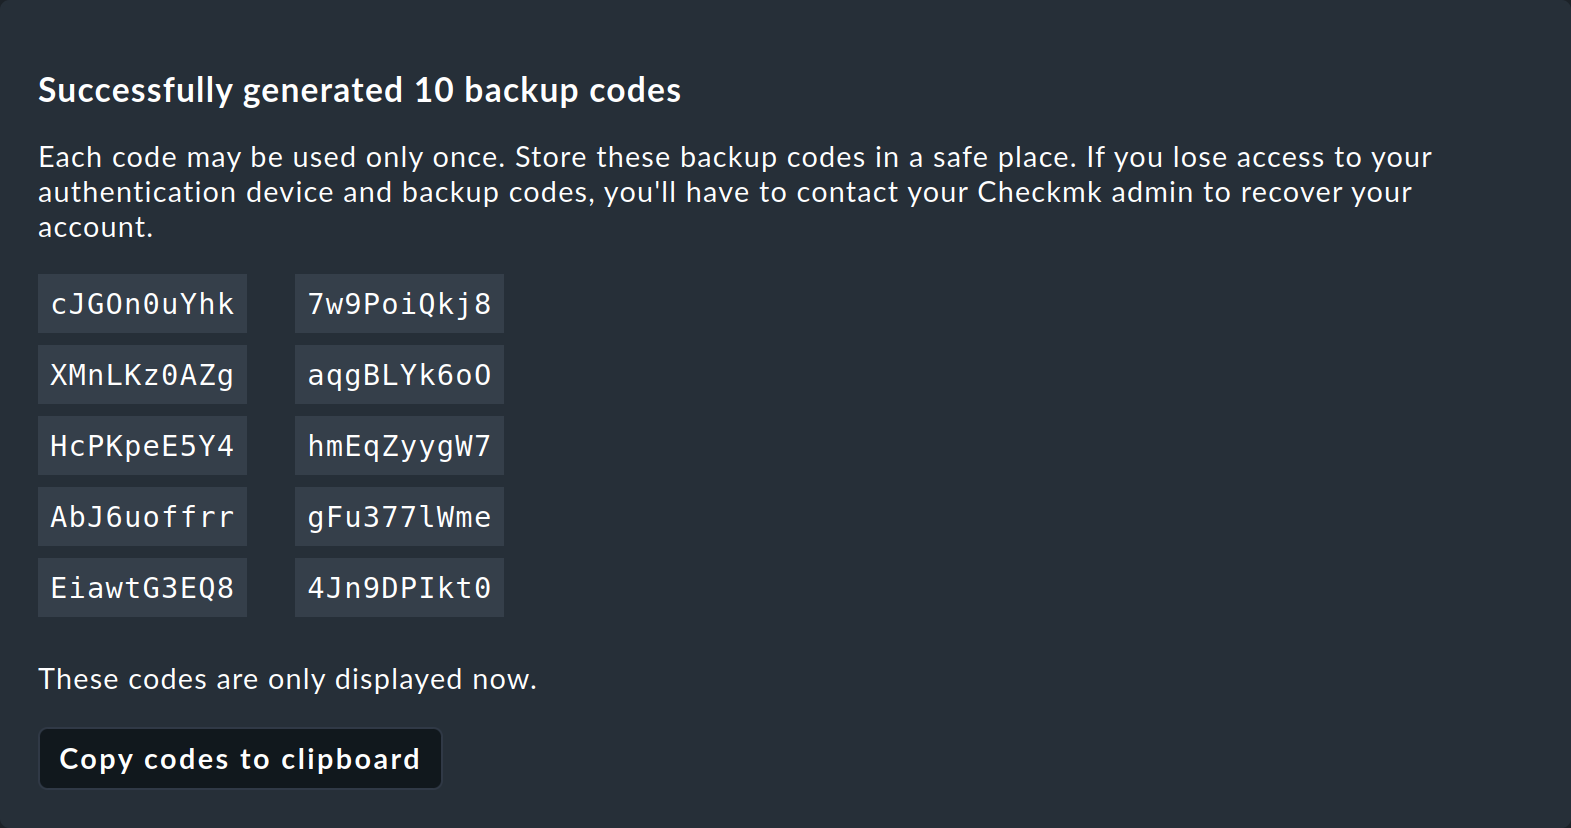 Successfully generated 10 backup codes
Each code may be used only once. Store these backup codes in a safe place. If you lose access to your
authentication device and backup codes, you'll have to contact your Checkmk admin to recover your
account.
cJGOn0uYhk 7w9PoiQkj8
XMnLKz0AZg aqgBLYk6oO
HcPKpeE5Y4 hmEqZyygW7
AbJ6uoffrr gFu377lWme
EiawtG3EQ8 4Jn9DPIkt0
These codes are only displayed now.
Copy codes to clipboard